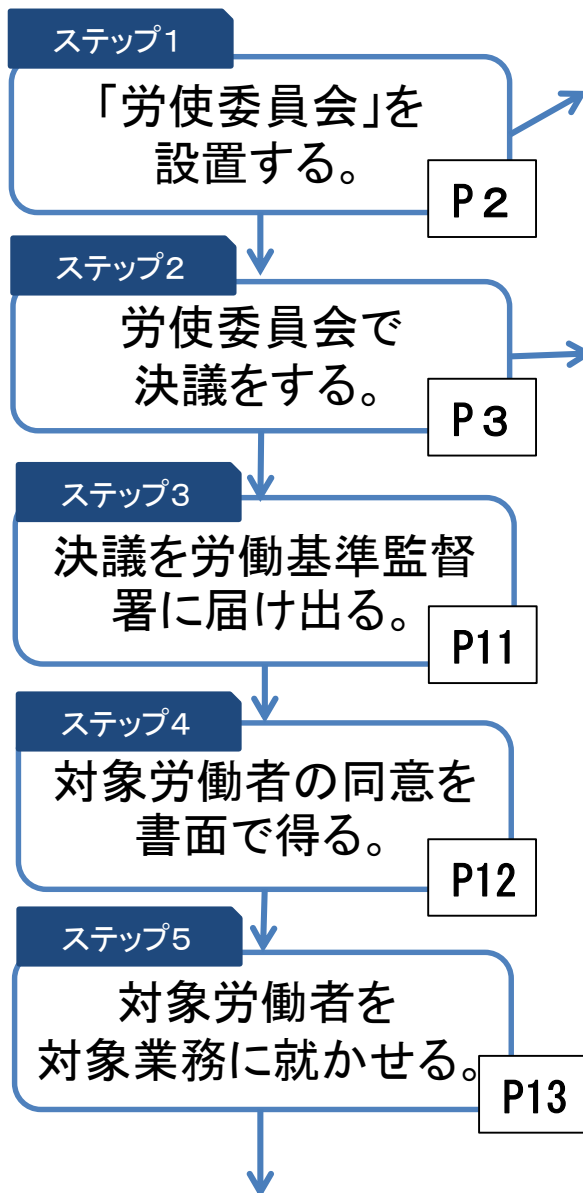 ステップ1
「労使委員会」を
設置する。
P2
ステップ2
労使委員会で
決議をする。
P3
ステップ3
決議を労働基準監督
署に届け出る。
P11
ステップ4
対象労働者の同意を
書面で得る。
P12
ステップ5
対象労働者を
対象業務に就かせる。
P13